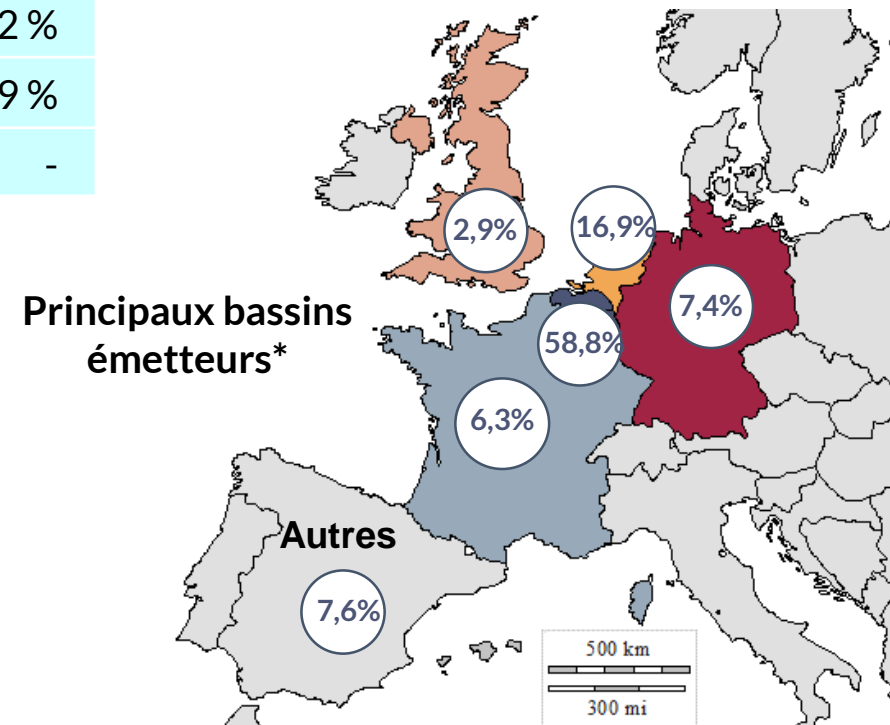 2 %
9 %
-
2,9%
16,9%
Principaux bassins
émetteurs*
7,4%
58,8%
6,3%
Autres
7,6%
500 km
300 mi